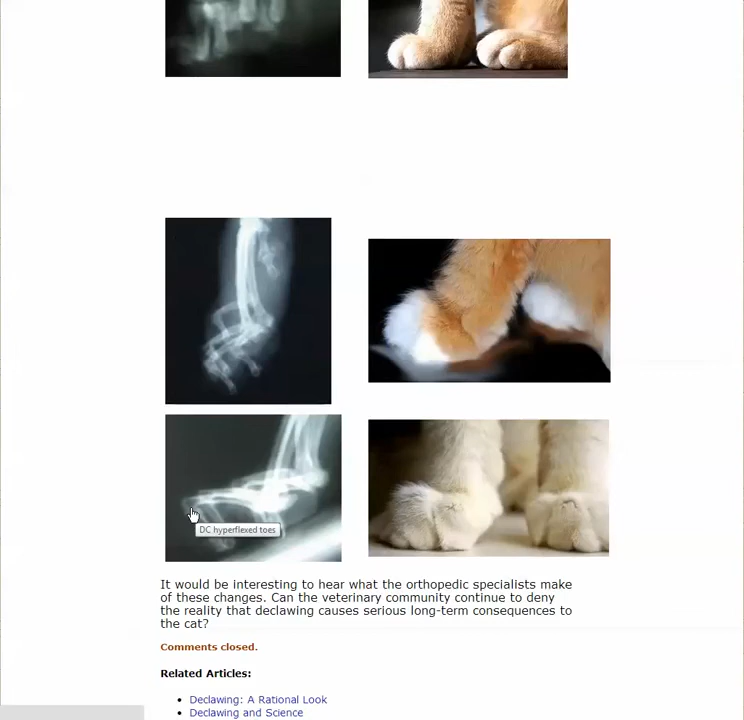 DC hyperflexed toes
It would be interesting to hear what the orthopedic specialists make
of these changes. Can the veterinary community continue to deny
the reality that declawing causes serious long-term consequences to
the cat?
Comments closed.
Related Articles:
Declawing: A Rational Look
Declawing and Science